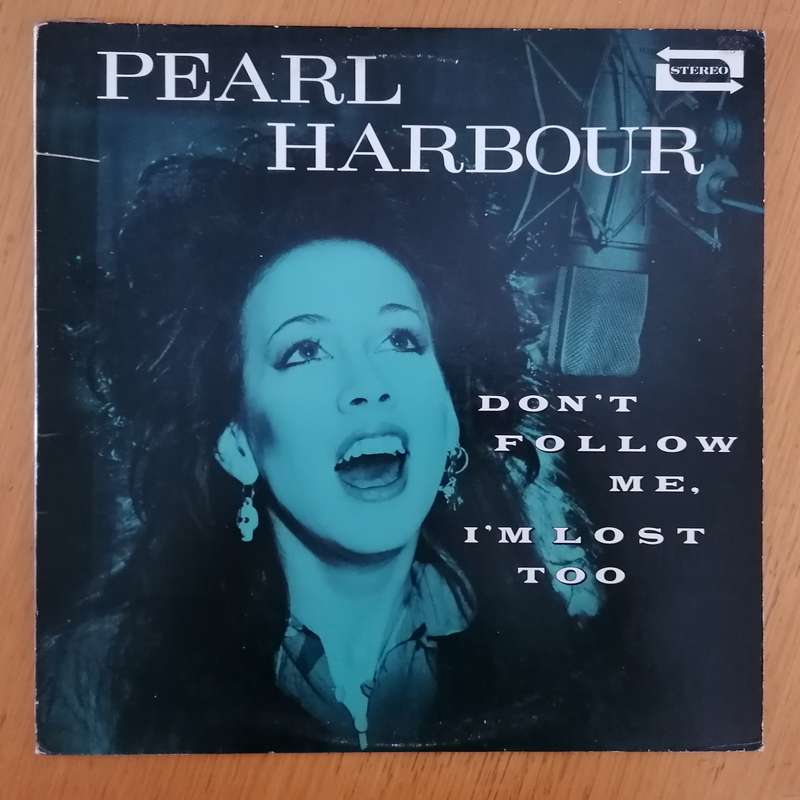 PEARL
HARBOUR
STEREO
DON'T
FOLLOW
ME,
I'M LOST
TOO